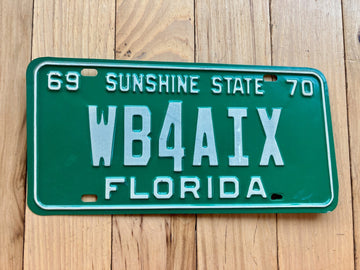 69 SUNSHINE STATE 70
WB4AIX
FLORIDA